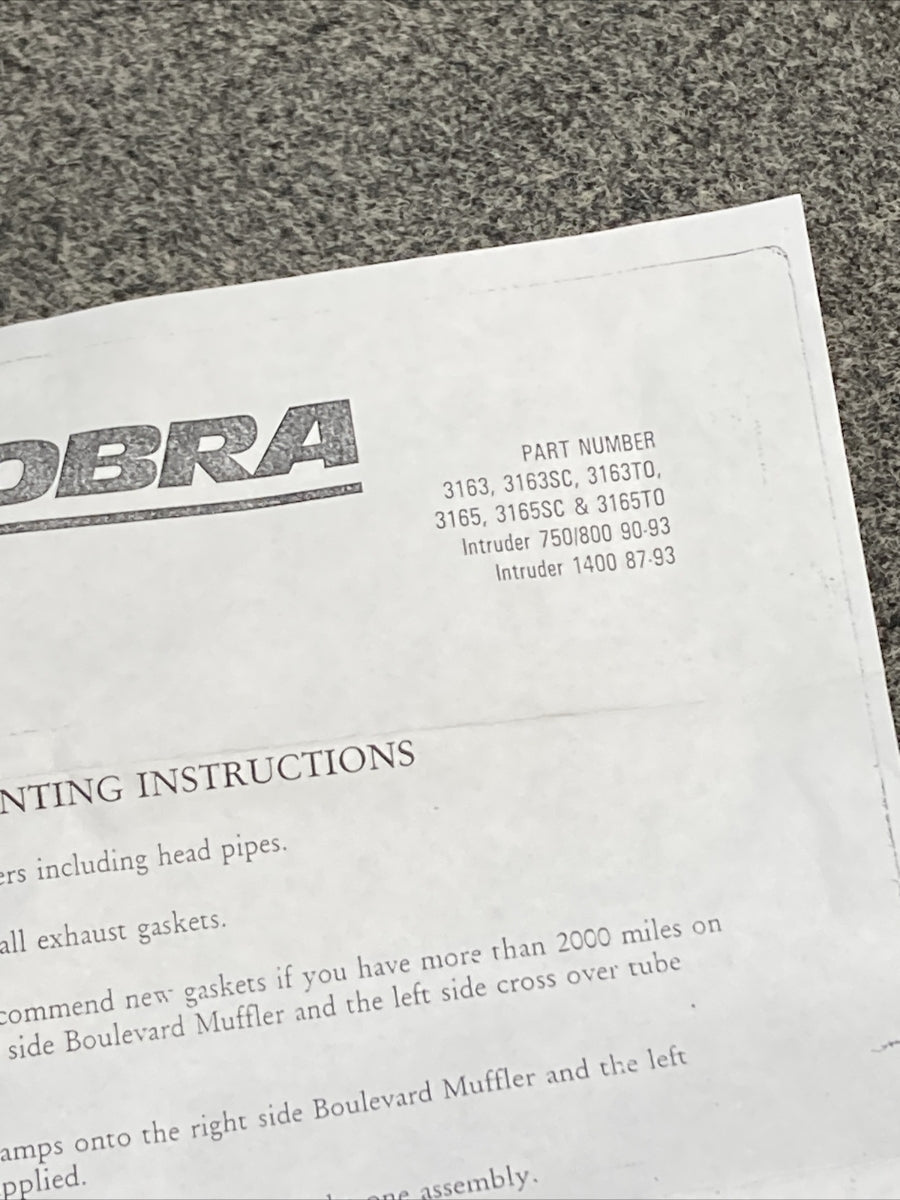 OBRA
PART NUMBER
3163, 3163SC, 3163TO,
3165, 3165SC & 3165TO
Intruder 750/800 90-93
Intruder 1400 87-93
NTING INSTRUCTIONS
ers including head pipes.
all exhaust gaskets.
commend new gaskets if you have more than 2000 miles on
side Boulevard Muffler and the left side cross over tube
amps onto the right side Boulevard Muffler and the left
pplied.
one assembly.